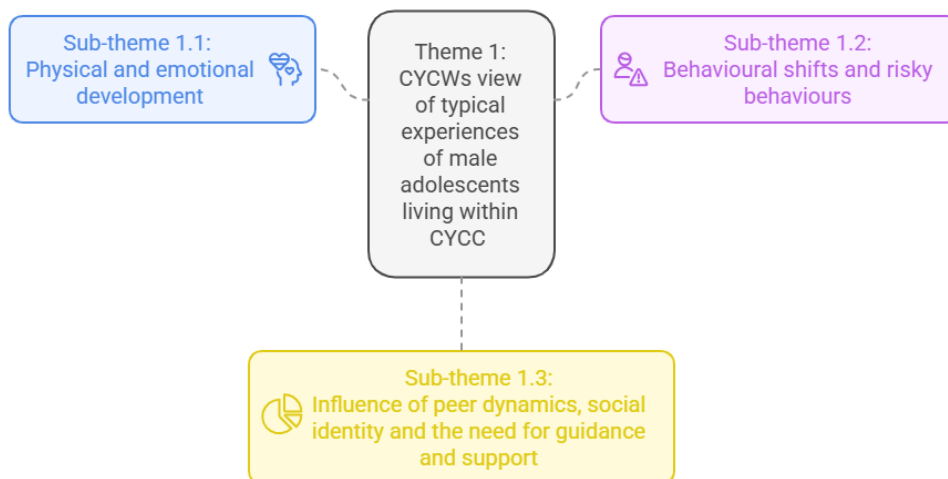 Sub-theme 1.1:
Physical and emotional
development
Theme 1:
CYCWs view
of typical
experiences
of male
adolescents
living within
CYCC
Sub-theme 1.2:
Behavioural shifts and risky
behaviours
Sub-theme 1.3:
Influence of peer dynamics, social
identity and the need for guidance
and support